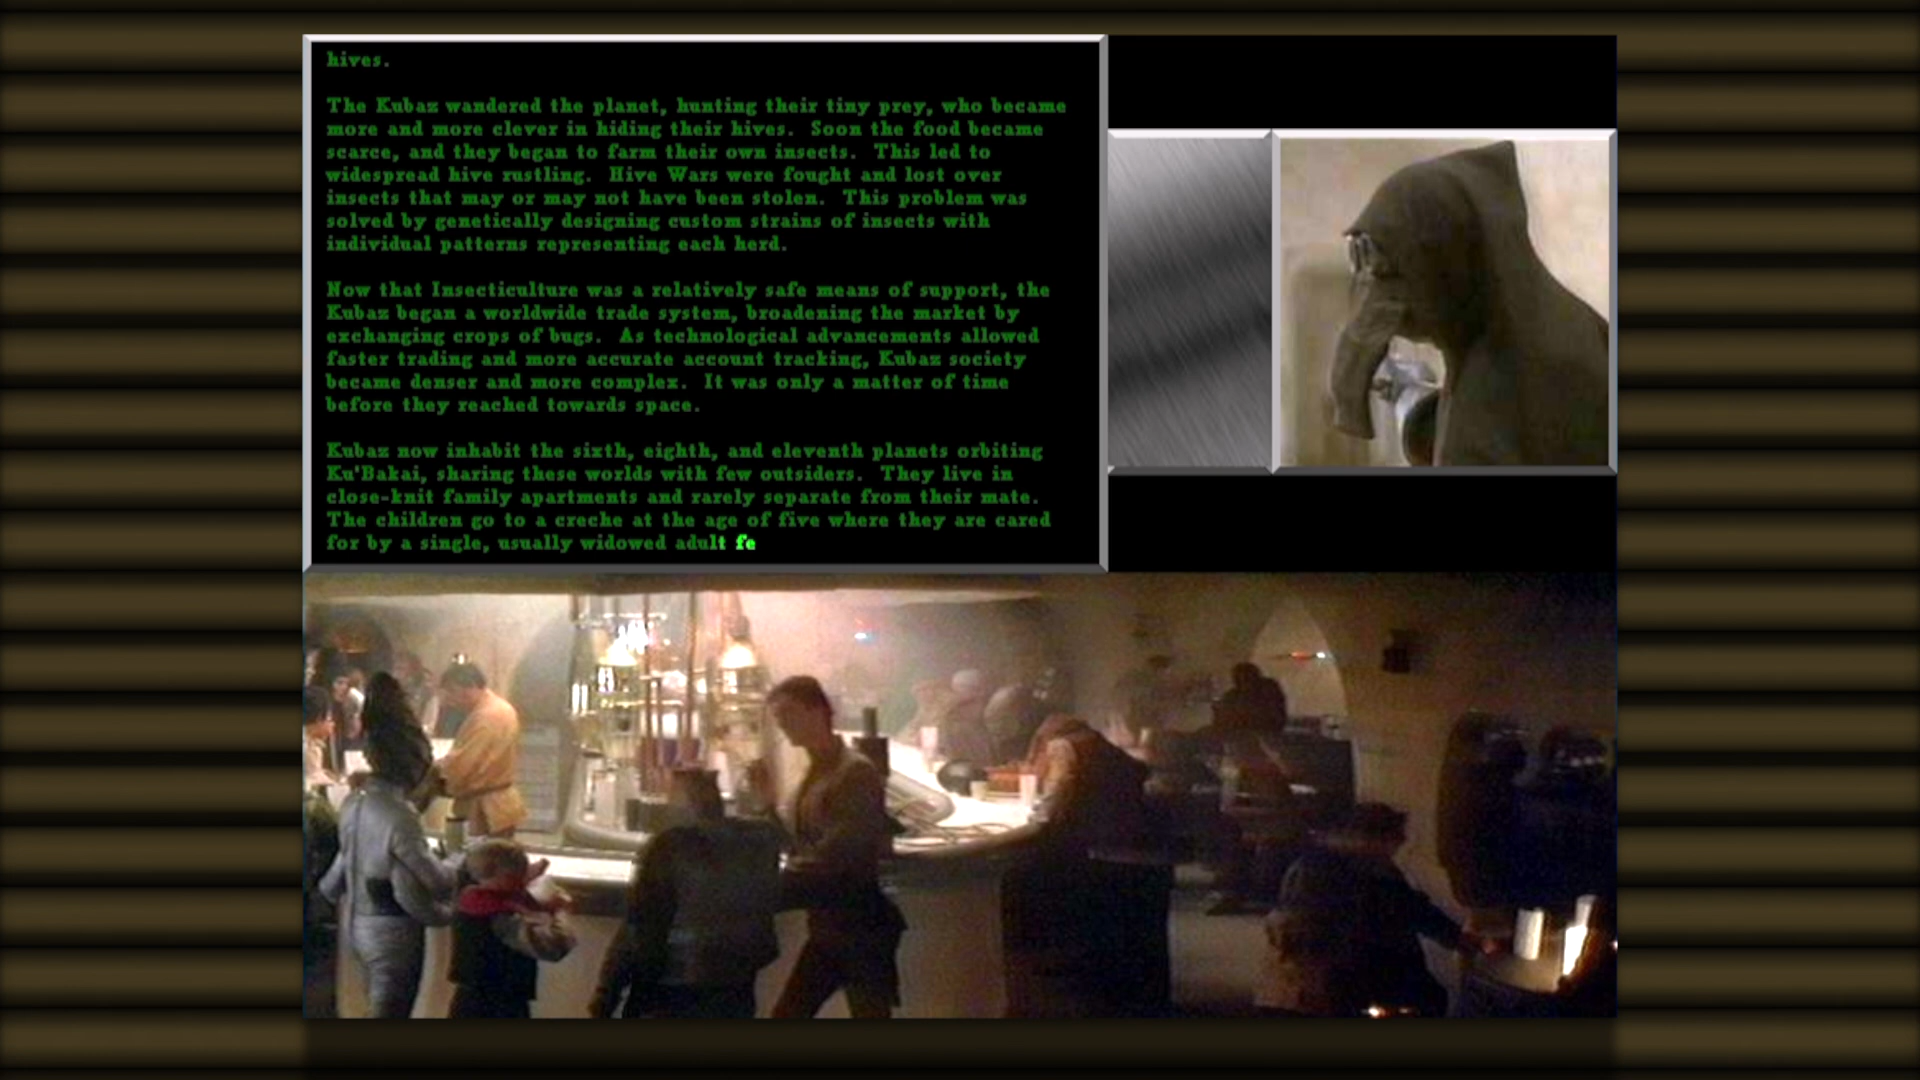 hives.
The Kubaz wandered the planet, hunting their tiny prey, who became
more and more clever in hiding their hives.  Soon the food became
scarce, and they began to farm their own insects.  This led to
widespread hive rustling.  Hive Wars were fought and lost over
insects that may or may not have been stolen.  This problem was
solved by genetically designing custom strains of insects with
individual patterns representing each herd.
Now that Insecticulture was a relatively safe means of support, the
Kubaz began a worldwide trade system, broadening the market by
exchanging crops of bugs.  As technological advancements allowed
faster trading and more accurate account tracking, Kubaz society
became denser and more complex.  It was only a matter of time
before they reached towards space.
Kubaz now inhabit the sixth, eighth, and eleventh planets orbiting
Ku'Bakai, sharing these worlds with few outsiders.  They live in
close-knit family apartments and rarely separate from their mate.
The children go to a creche at the age of five where they are cared
for by a single, usually widowed adult fe